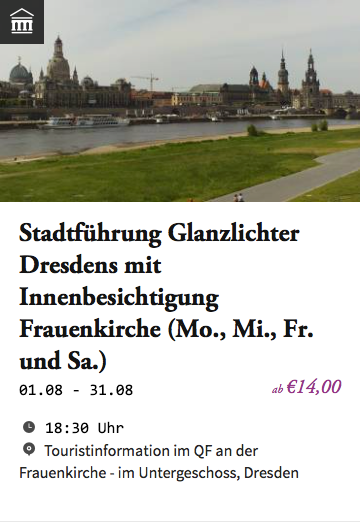 Stadtführung Glanzlichter
Dresdens mit
Innenbesichtigung
Frauenkirche (Mo., Mi., Fr.
und Sa.)
01.08 - 31.08
ab €14,00
18:30 Uhr
Touristinformation im QF an der
Frauenkirche - im Untergeschoss, Dresden